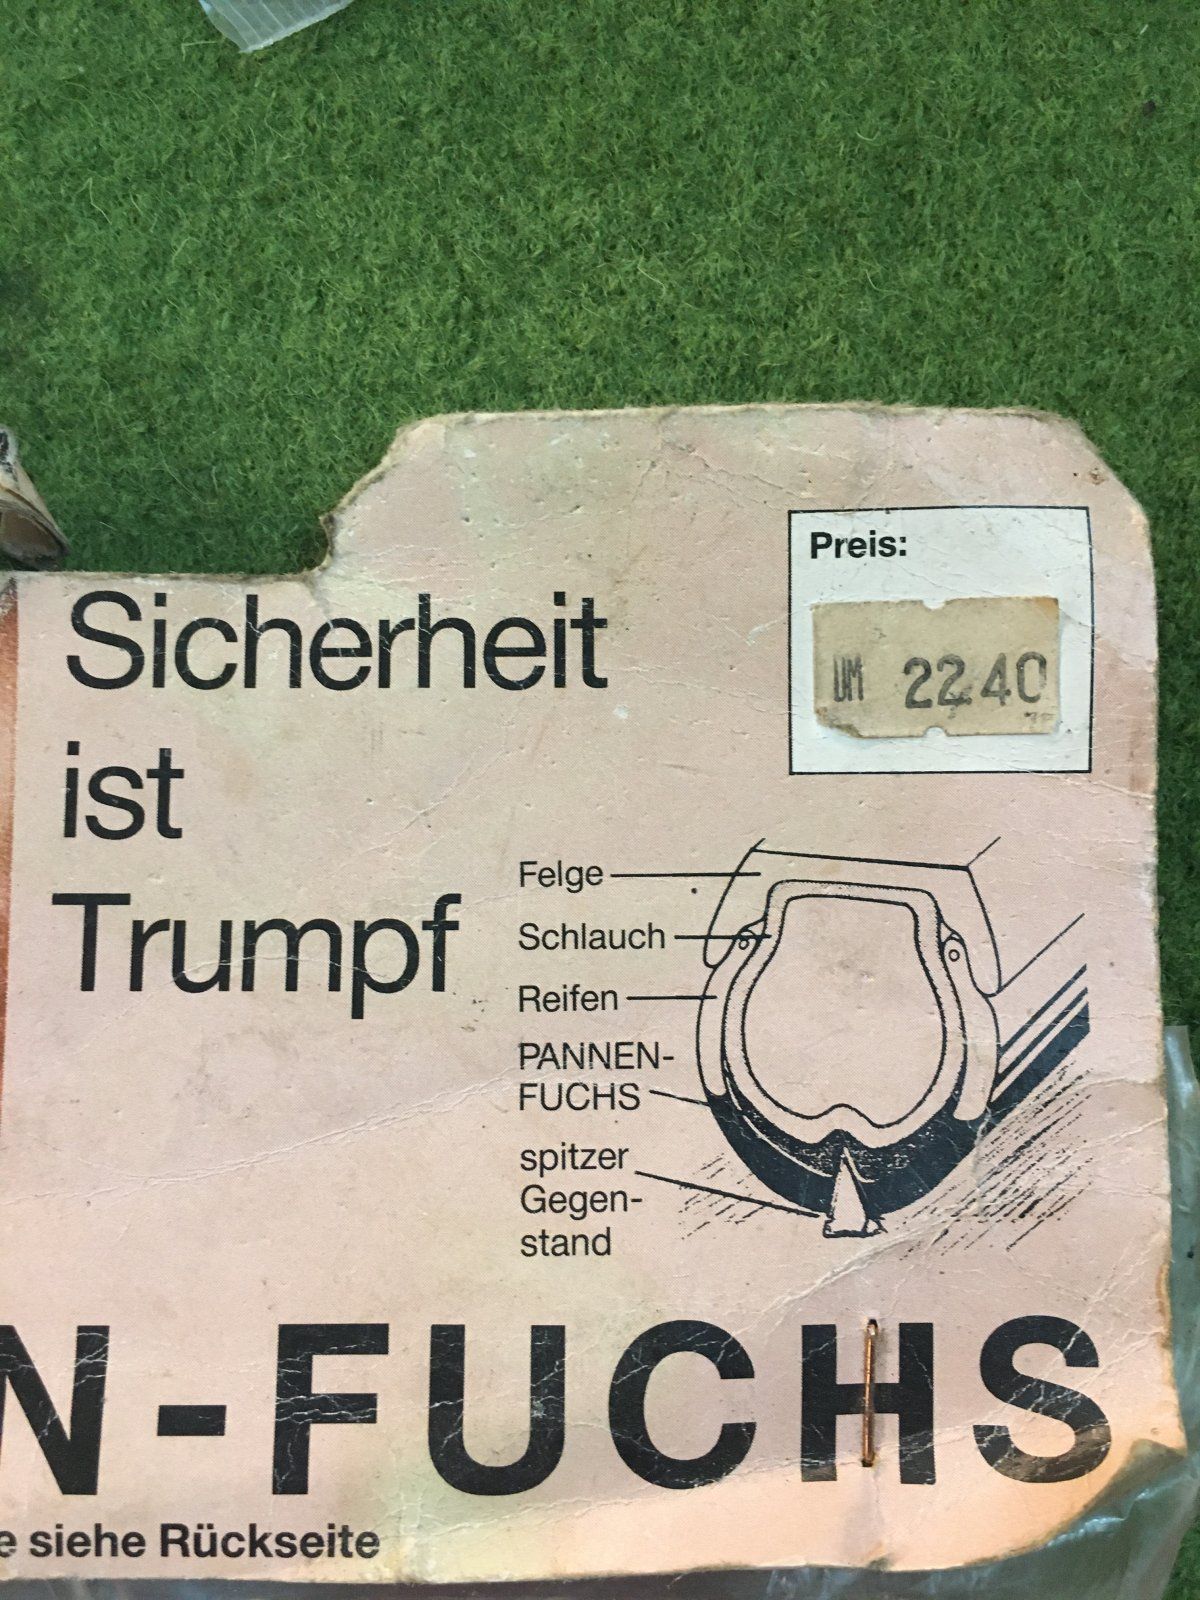 Sicherheit
ist
Trumpf
Preis:
DM 22.40
Felge
Schlauch
Reifen
PANNEN-
FUCHS
spitzer
Gegen-
stand
N-FUCHS
e siehe Rückseite